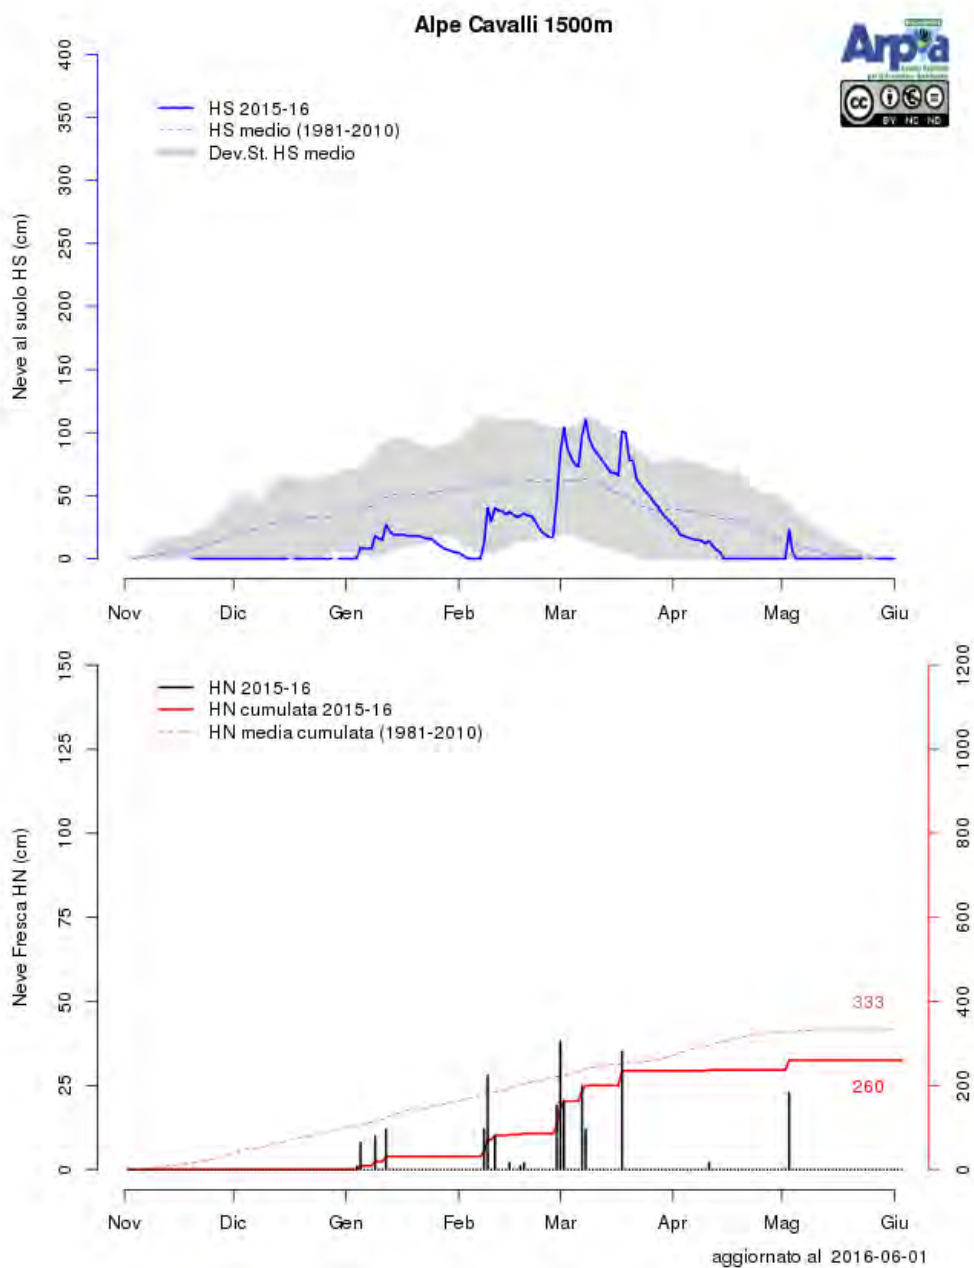 Alpe Cavalli 1500m
Arpa
cc
BY NC ND
HS 2015-16
HS medio (1981-2010)
Dev.St. HS medio
Neve al suolo HS (cm)
400
350
300
250
200
150
100
50
0
Nov Dic Gen Feb Mar Apr Mag Giu
HN 2015-16
HN cumulata 2015-16
HN media cumulata (1981-2010)
Neve Fresca HN (cm)
150
125
100
75
50
25
0
1200
1000
800
600
400
200
0
333
260
Nov Dic Gen Feb Mar Apr Mag Giu
aggiornato al 2016-06-01